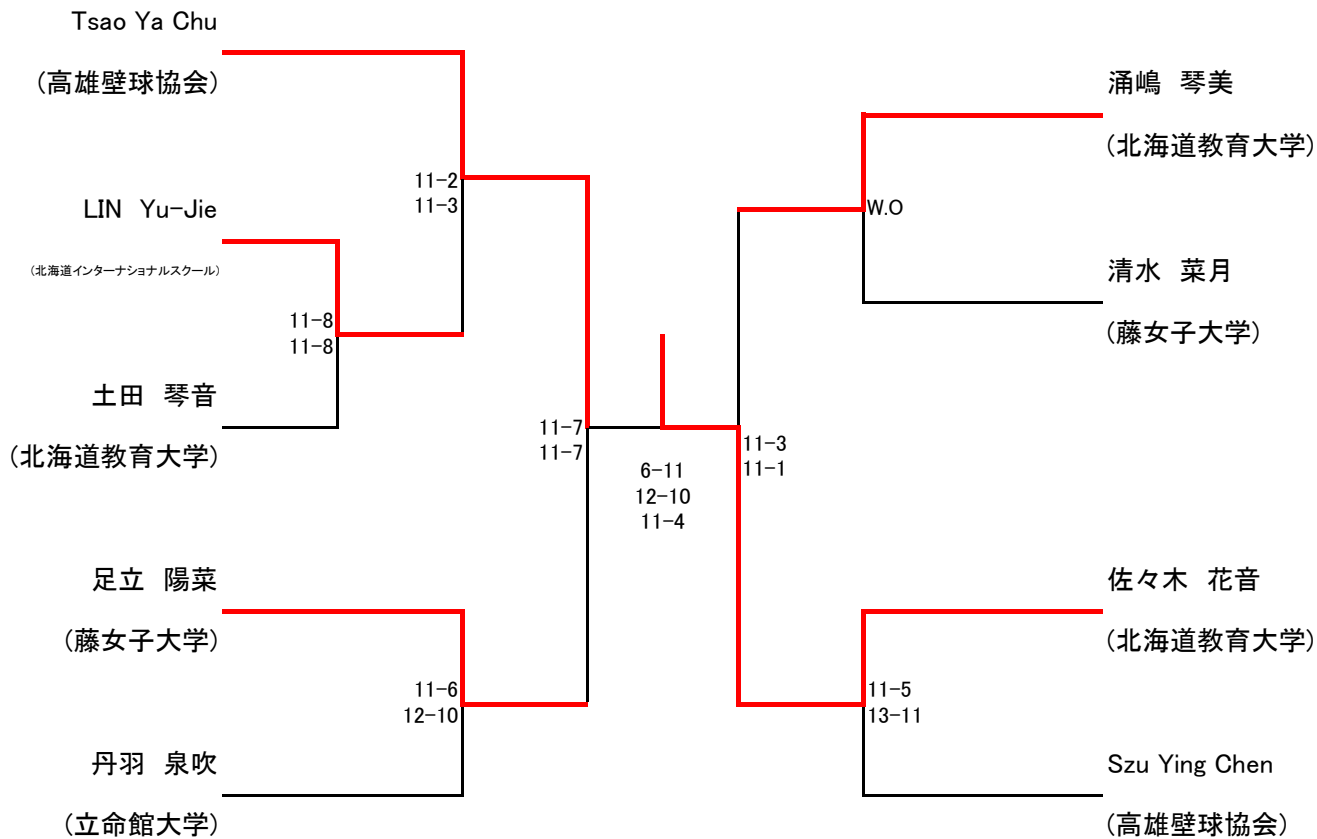 Tsao Ya Chu
(高雄壁球協会)
LIN Yu-Jie
(北海道インターナショナルスクール)
土田 琴音
(北海道教育大学)
足立 陽菜
(藤女子大学)
丹羽 泉吹
(立命館大学)
11-2
11-3
11-8
11-8
11-6
12-10
11-7
11-7
6-11
12-10
11-4
11-3
11-1
W.O
11-5
13-11
涌嶋 琴美
(北海道教育大学)
清水 菜月
(藤女子大学)
佐々木 花音
(北海道教育大学)
Szu Ying Chen
(高雄壁球協会)